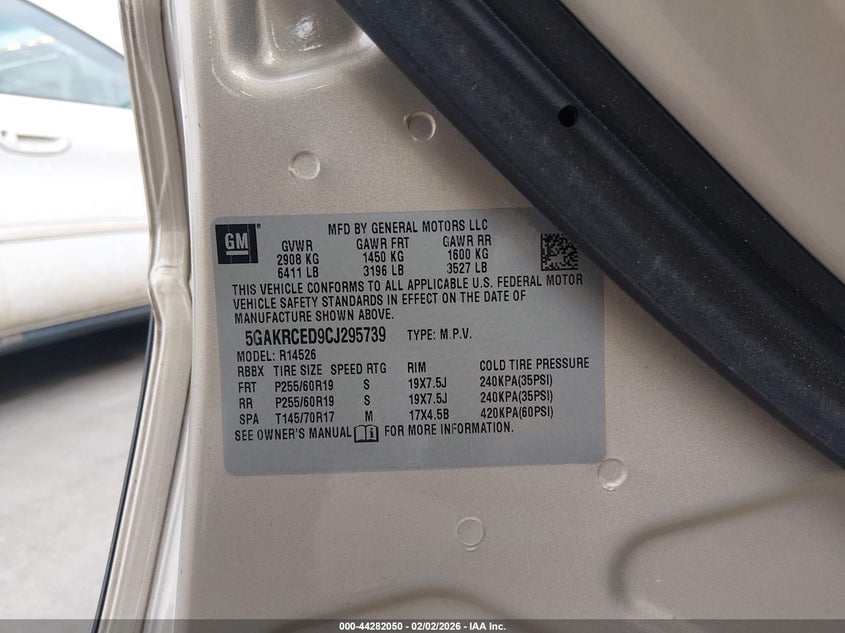 GM
MFD BY GENERAL MOTORS LLC
GVWR GAWR FRT GAWR RR
2908 KG 1450 KG 1600 KG
6411 LB 3196 LB 3527 LB
THIS VEHICLE CONFORMS TO ALL APPLICABLE U.S. FEDERAL MOTOR
VEHICLE SAFETY STANDARDS IN EFFECT ON THE DATE OF
MANUFACTURE SHOWN ABOVE.
5GAKRCED9CJ295739 TYPE: M.P.V.
MODEL: R14526
RBBX TIRE SIZE SPEED RTG RIM COLD TIRE PRESSURE
FRT P255/60R19 S 19X7.5J 240KPA(35PSI)
RR P255/60R19 S 19X7.5J 240KPA(35PSI)
SPA T145/70R17 M 17X4.5B 420KPA(60PSI)
SEE OWNER'S MANUAL FOR MORE INFORMATION.
000-44282050 - 02/02/2026 - IAA Inc.